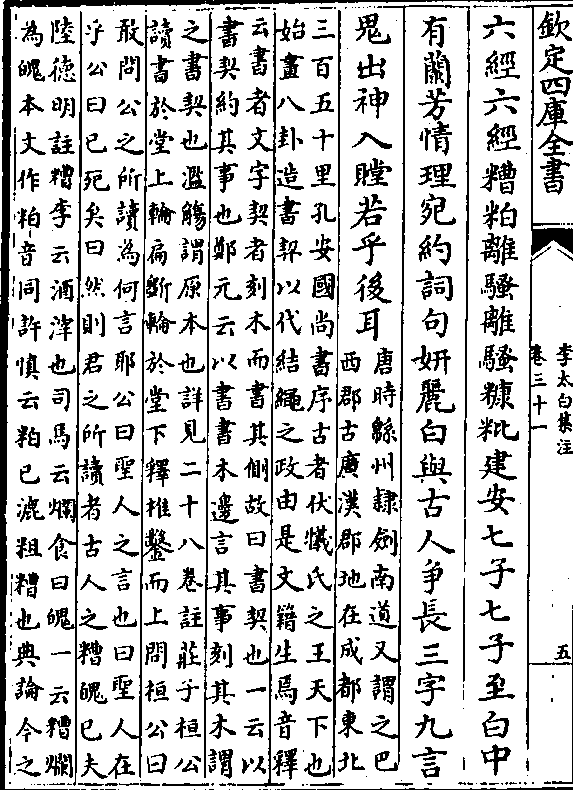 欽定四庫全書
李太白集注
卷三十一
五
六經六經糟粕離騷離騷糠粃建安七子七子至白中
有蘭芳情理宛約詞句妍麗白與古人爭長三字九言
鬼出神入瞠若乎後耳
唐時緜州隸劍南道又謂之巴
西郡古廣漢郡地在成都東北
三百五十里孔安國尚書序古者伏犧氏之王天下也
始畫八卦造書契以代結繩之政由是文籍生焉音釋
云書者文字契者刻木而書其側故曰書契也一云以
書契約其事也鄭元云以書書木邊言其事刻其木謂
之書契也濫觴謂原本也詳見二十八卷註莊子桓公
讀書於堂上輪扁斲輪於堂下釋椎鑿而上問桓公曰
敢問公之所讀為何言耶公曰聖人之言也曰聖人在
乎公曰已死矣曰然則君之所讀者古人之糟魄已夫
陸德明註糟李云酒滓也司馬云爛食曰魄一云糟爛
為魄本文作粕音同許慎云粕已漉粗糟也典論今之